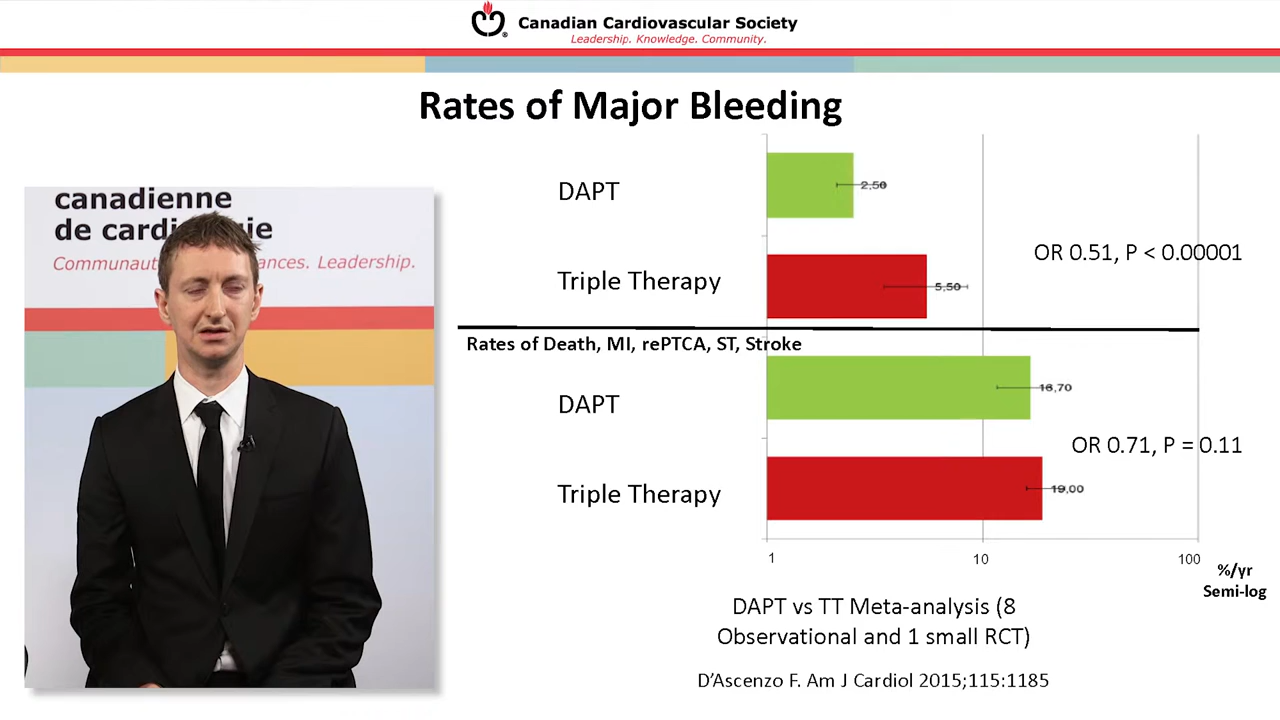 Canadian Cardiovascular Society
Leadership. Knowledge. Community.
Rates of Major Bleeding
canadienne
de
Leadership.
DAPT
2,50
Triple Therapy
5,50
OR 0.51, P < 0.00001
Rates of Death, MI, rePTCA, ST, Stroke
DAPT
16,70
Triple Therapy
19,00
OR 0.71, P = 0.11
1 10 100
%/yr
Semi-log
DAPT vs TT Meta-analysis (8
Observational and 1 small RCT)
D’Ascenzo F. Am J Cardiol 2015;115:1185